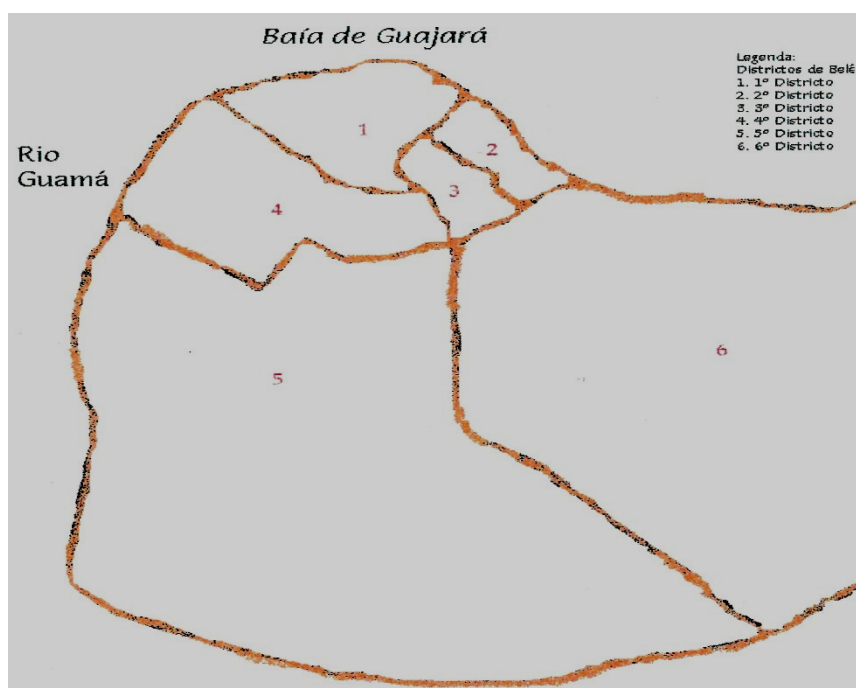 Baía de Guajará
Legenda:
Districtos de Belé
1. 1º Districto
2. 2º Districto
3. 3º Districto
4. 4º Districto
5. 5º Districto
6. 6º Districto
Rio
Guamá
1
2
3
4
5
6